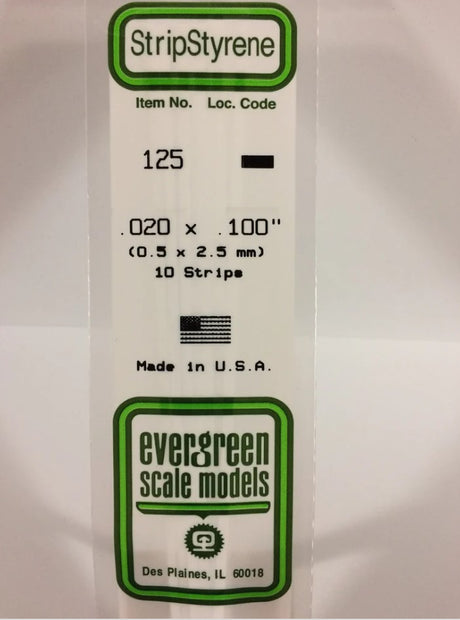 StripStyrene
Item No. Loc. Code
125
.020 x .100"
(0.5 x 2.5 mm)
10 Strips
Made in U.S.A.
evergreen
scale models
Des Plaines, IL 60018